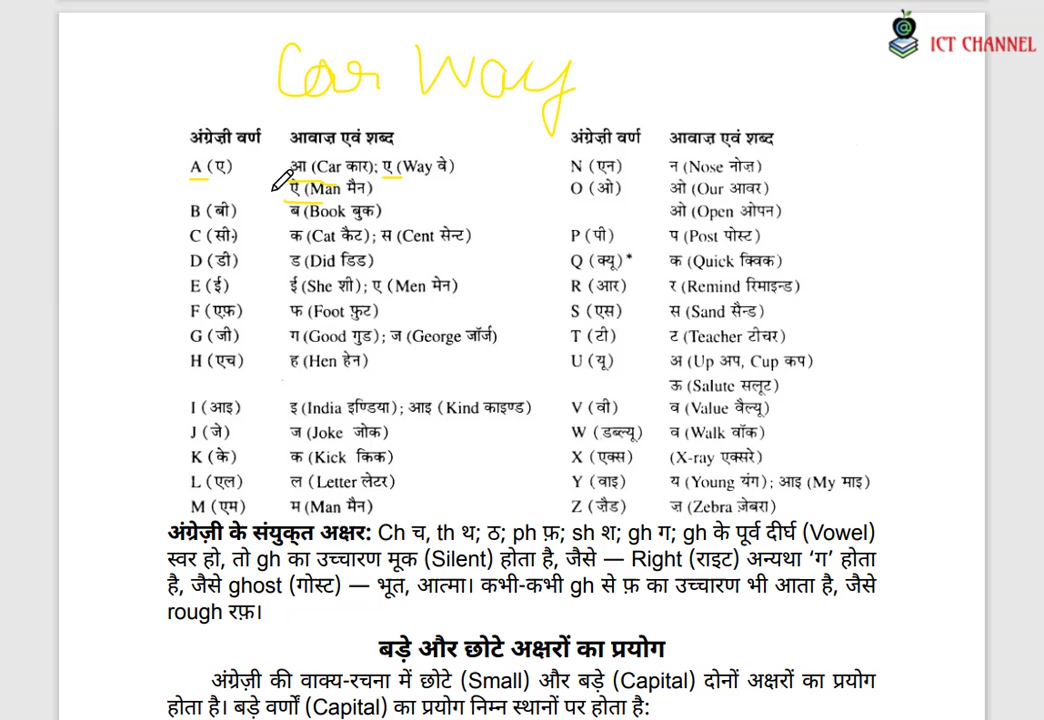 ICT CHANNEL
Car Way
अंग्रेज़ी वर्ण आवाज़ एवं शब्द अंग्रेज़ी वर्ण आवाज़ एवं शब्द
A (ए) आ (Car कार); ए (Way वे) N (एन) न (Nose नोज़)
ऐ (Man मैन) O (ओ) ओ (Our आवर)
B (बी) ब (Book बुक) ओ (Open ओपन)
C (सी) क (Cat कैट); स (Cent सेन्ट) P (पी) प (Post पोस्ट)
D (डी) ड (Did डिड) Q (क्यू)* क (Quick क्विक)
E (ई) ई (She शी); ए (Men मेन) R (आर) र (Remind रिमाइन्ड)
F (एफ़) फ (Foot फ़ुट) S (एस) स (Sand सैन्ड)
G (जी) ग (Good गुड); ज (George जॉर्ज) T (टी) ट (Teacher टीचर)
H (एच) ह (Hen हेन) U (यू) अ (Up अप, Cup कप)
ऊ (Salute सलूट)
I (आइ) इ (India इण्डिया); आइ (Kind काइण्ड) V (वी) व (Value वैल्यू)
J (जे) ज (Joke जोक) W (डब्ल्यू) व (Walk वॉक)
K (के) क (Kick किक) X (एक्स) (X-ray एक्सरे)
L (एल) ल (Letter लेटर) Y (वाइ) य (Young यंग); आइ (My माइ)
M (एम) म (Man मैन) Z (ज़ैड) ज (Zebra ज़ेबरा)
अंग्रेज़ी के संयुक्त अक्षर: Ch च, th थ; ठ; ph फ़; sh श; gh ग; gh के पूर्व दीर्घ (Vowel)
स्वर हो, तो gh का उच्चारण मूक (Silent) होता है, जैसे — Right (राइट) अन्यथा ‘ग’ होता
है, जैसे ghost (गोस्ट) — भूत, आत्मा। कभी-कभी gh से फ़ का उच्चारण भी आता है, जैसे
rough रफ़।
बड़े और छोटे अक्षरों का प्रयोग
अंग्रेज़ी की वाक्य-रचना में छोटे (Small) और बड़े (Capital) दोनों अक्षरों का प्रयोग
होता है। बड़े वर्णों (Capital) का प्रयोग निम्न स्थानों पर होता है: